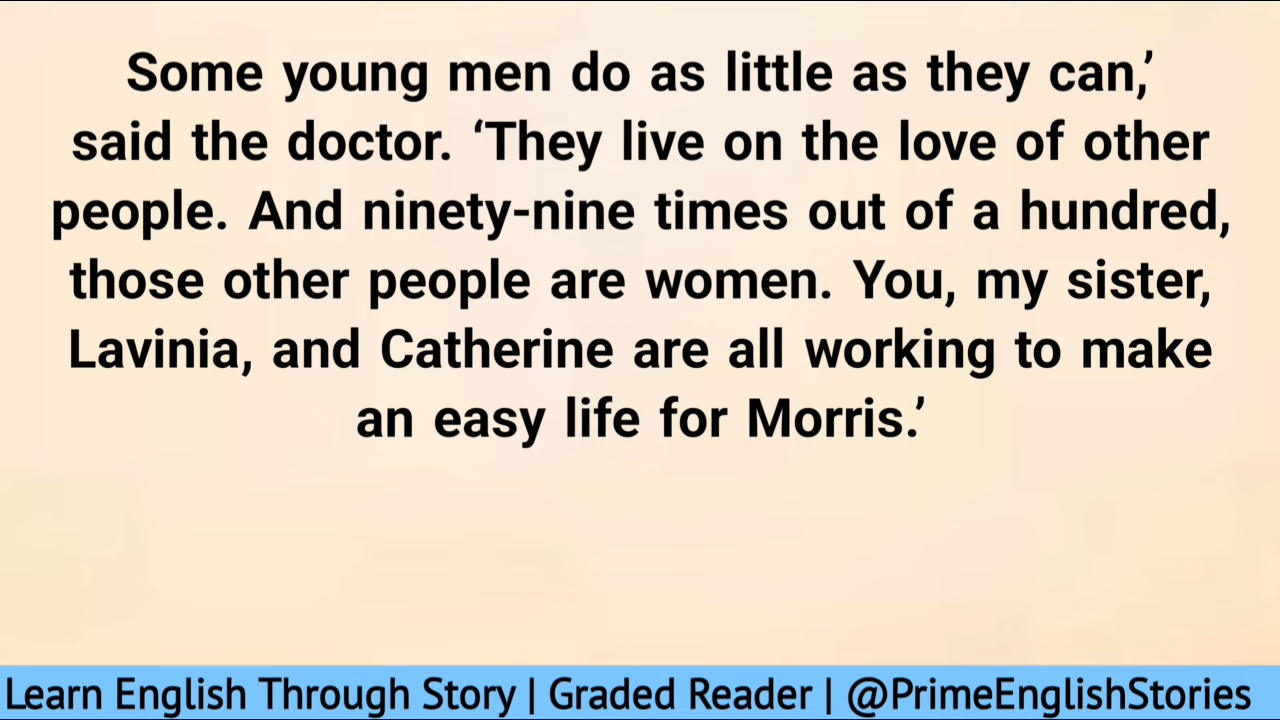 Some young men do as little as they can,’
said the doctor. ‘They live on the love of other
people. And ninety-nine times out of a hundred,
those other people are women. You, my sister,
Lavinia, and Catherine are all working to make
an easy life for Morris.’
Learn English Through Story | Graded Reader | @PrimeEnglishStories